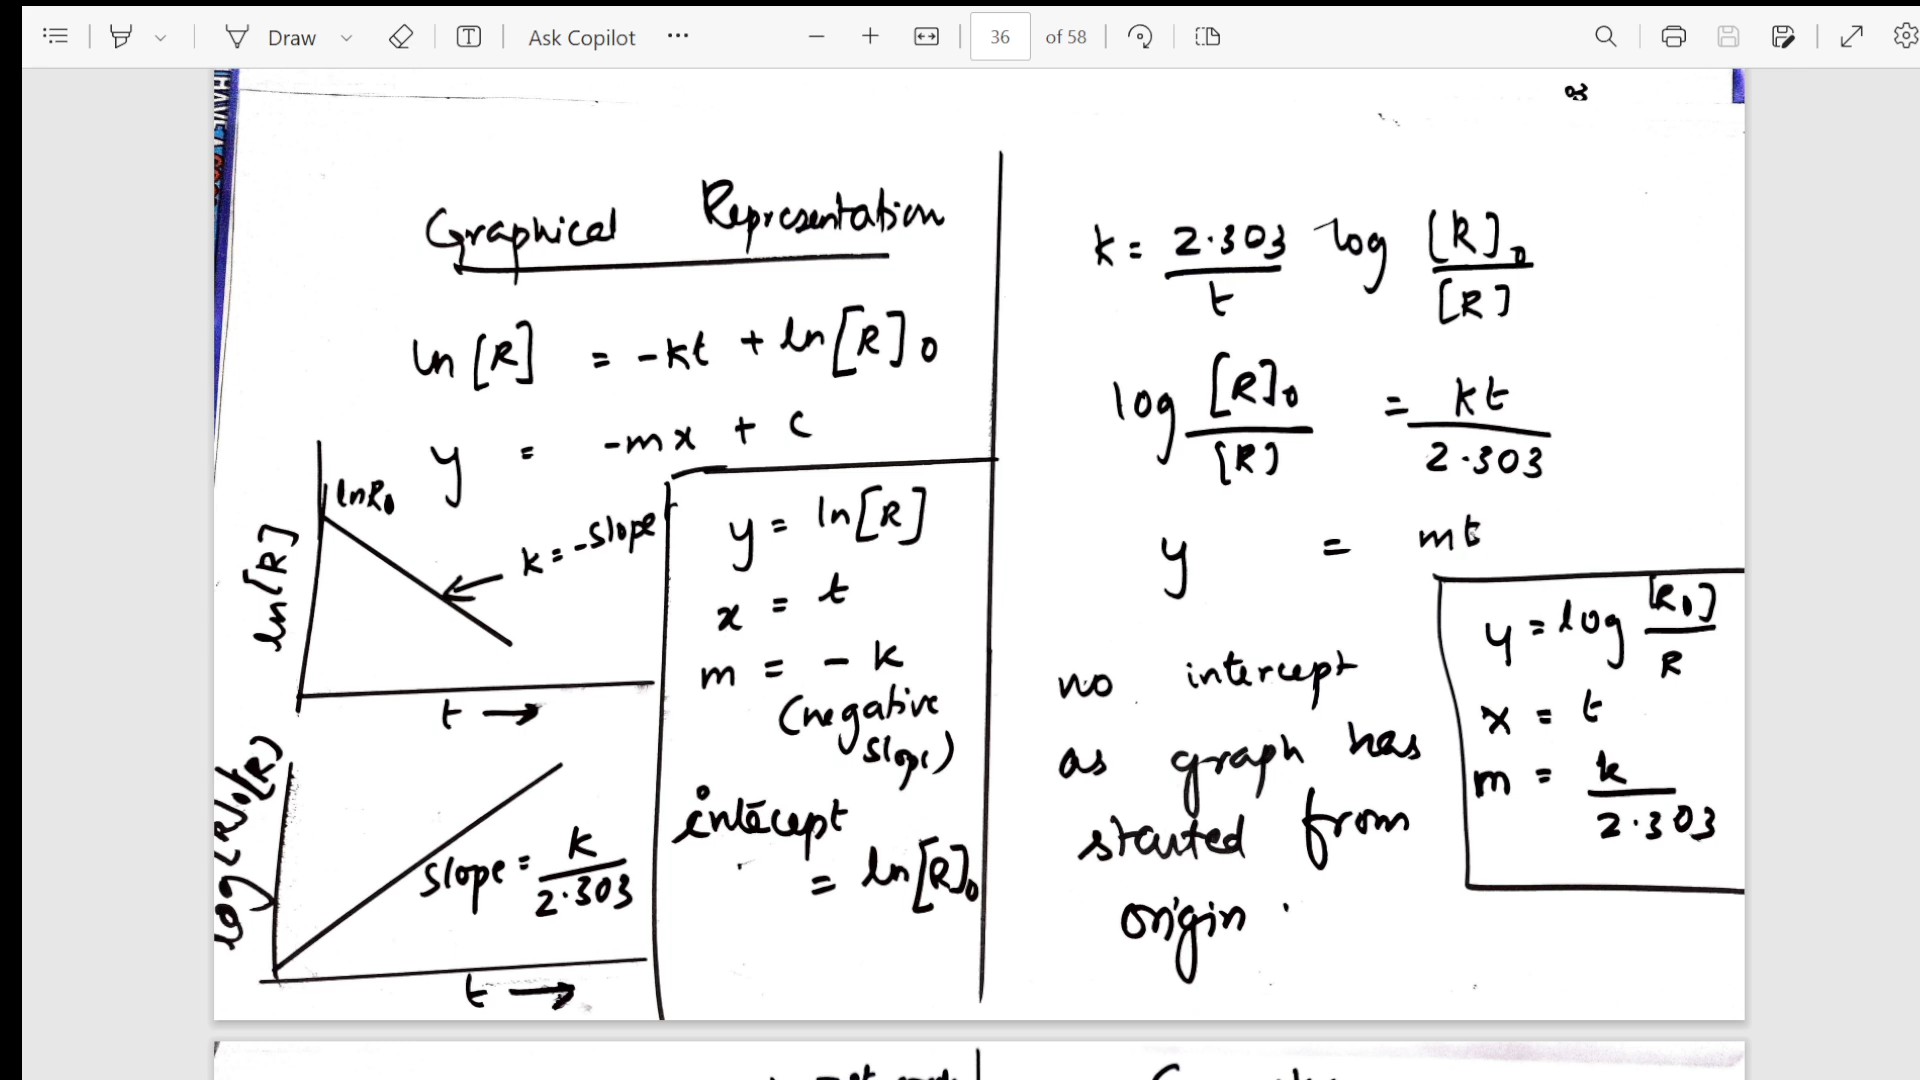 Draw
Ask Copilot
36 of 58
Graphical Representation
ln [R] = -kt + ln [R]0
y = -mx + c
lnR0
ln[R]
k = -slope
t →
y = ln[R]
x = t
m = - k
(negative
slope)
intercept
= ln[R]0
log [R]0/[R]
slope = k/2.303
t →
k = 2.303/t log [R]0/[R]
log [R]0/[R] = kt/2.303
y = mt
no intercept
as graph has
started from
origin .
y = log [R0]/R
x = t
m = k/2.303